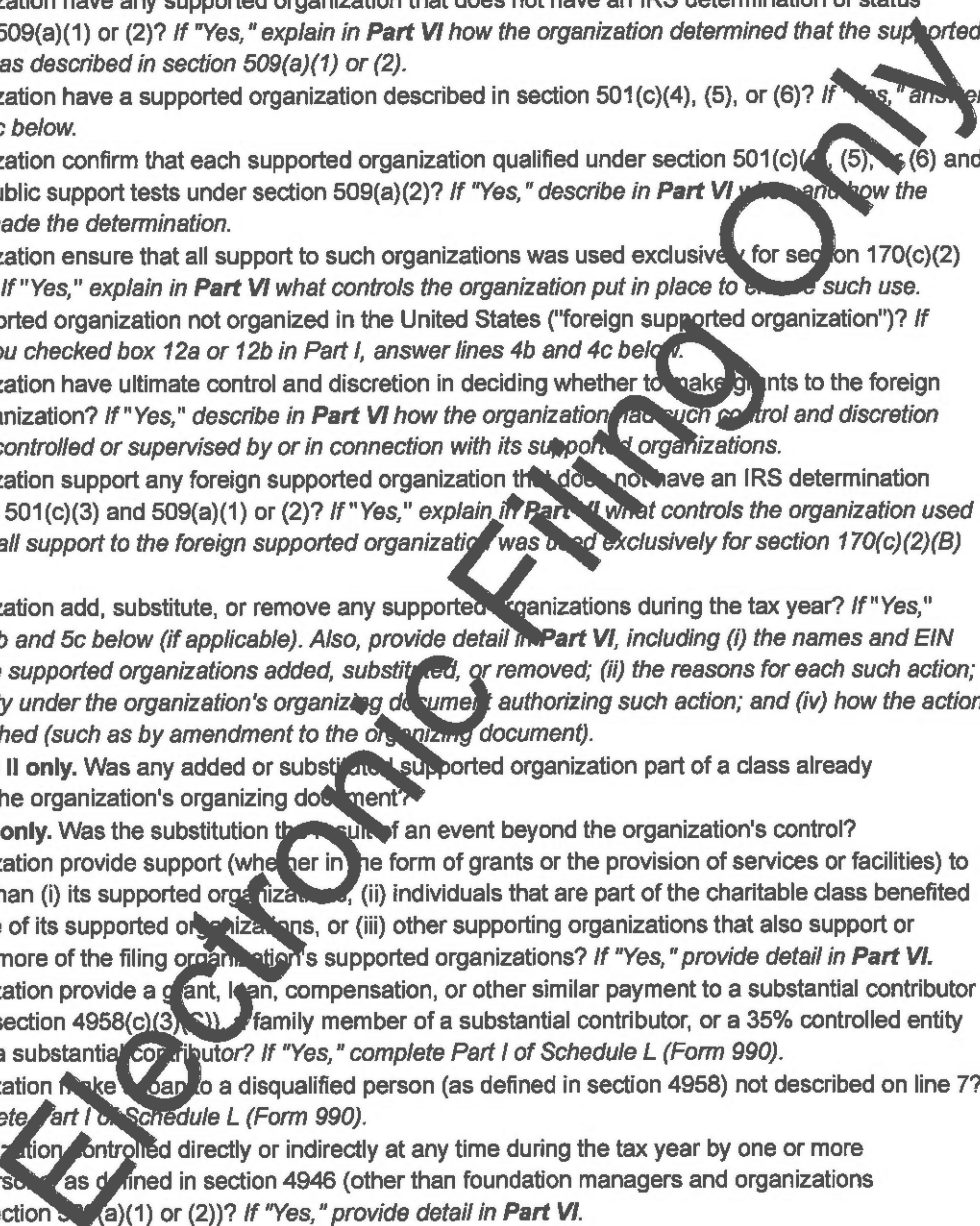 zation have any supported organization that does not have an IRS determination of status
509(a)(1) or (2)? If "Yes," explain in Part VI how the organization determined that the supported
as described in section 509(a)(1) or (2).
zation have a supported organization described in section 501(c)(4), (5), or (6)? If "Yes," answer
c below.
zation confirm that each supported organization qualified under section 501(c)(4), (5), or (6) and
ublic support tests under section 509(a)(2)? If "Yes," describe in Part VI when and how the
ade the determination.
zation ensure that all support to such organizations was used exclusively for section 170(c)(2)
If "Yes," explain in Part VI what controls the organization put in place to ensure such use.
orted organization not organized in the United States ("foreign supported organization")? If
ou checked box 12a or 12b in Part I, answer lines 4b and 4c below.
zation have ultimate control and discretion in deciding whether to make grants to the foreign
anization? If "Yes," describe in Part VI how the organization had such control and discretion
controlled or supervised by or in connection with its supported organizations.
zation support any foreign supported organization that does not have an IRS determination
501(c)(3) and 509(a)(1) or (2)? If "Yes," explain in Part VI what controls the organization used
all support to the foreign supported organization was used exclusively for section 170(c)(2)(B)
zation add, substitute, or remove any supported organizations during the tax year? If "Yes,"
b and 5c below (if applicable). Also, provide detail in Part VI, including (i) the names and EIN
supported organizations added, substituted, or removed; (ii) the reasons for each such action;
y under the organization's organizing document authorizing such action; and (iv) how the action
hed (such as by amendment to the organizing document).
II only. Was any added or substituted supported organization part of a class already
he organization's organizing document?
only. Was the substitution the result of an event beyond the organization's control?
zation provide support (whether in the form of grants or the provision of services or facilities) to
han (i) its supported organizations, (ii) individuals that are part of the charitable class benefited
of its supported organizations, or (iii) other supporting organizations that also support or
more of the filing organization's supported organizations? If "Yes," provide detail in Part VI.
zation provide a grant, loan, compensation, or other similar payment to a substantial contributor
section 4958(c)(3)(C)), family member of a substantial contributor, or a 35% controlled entity
a substantial contributor? If "Yes," complete Part I of Schedule L (Form 990).
zation make a loan to a disqualified person (as defined in section 4958) not described on line 7?
ete Part I of Schedule L (Form 990).
zation controlled directly or indirectly at any time during the tax year by one or more
as defined in section 4946 (other than foundation managers and organizations
ction 509(a)(1) or (2))? If "Yes," provide detail in Part VI.
Electronic Filing Only